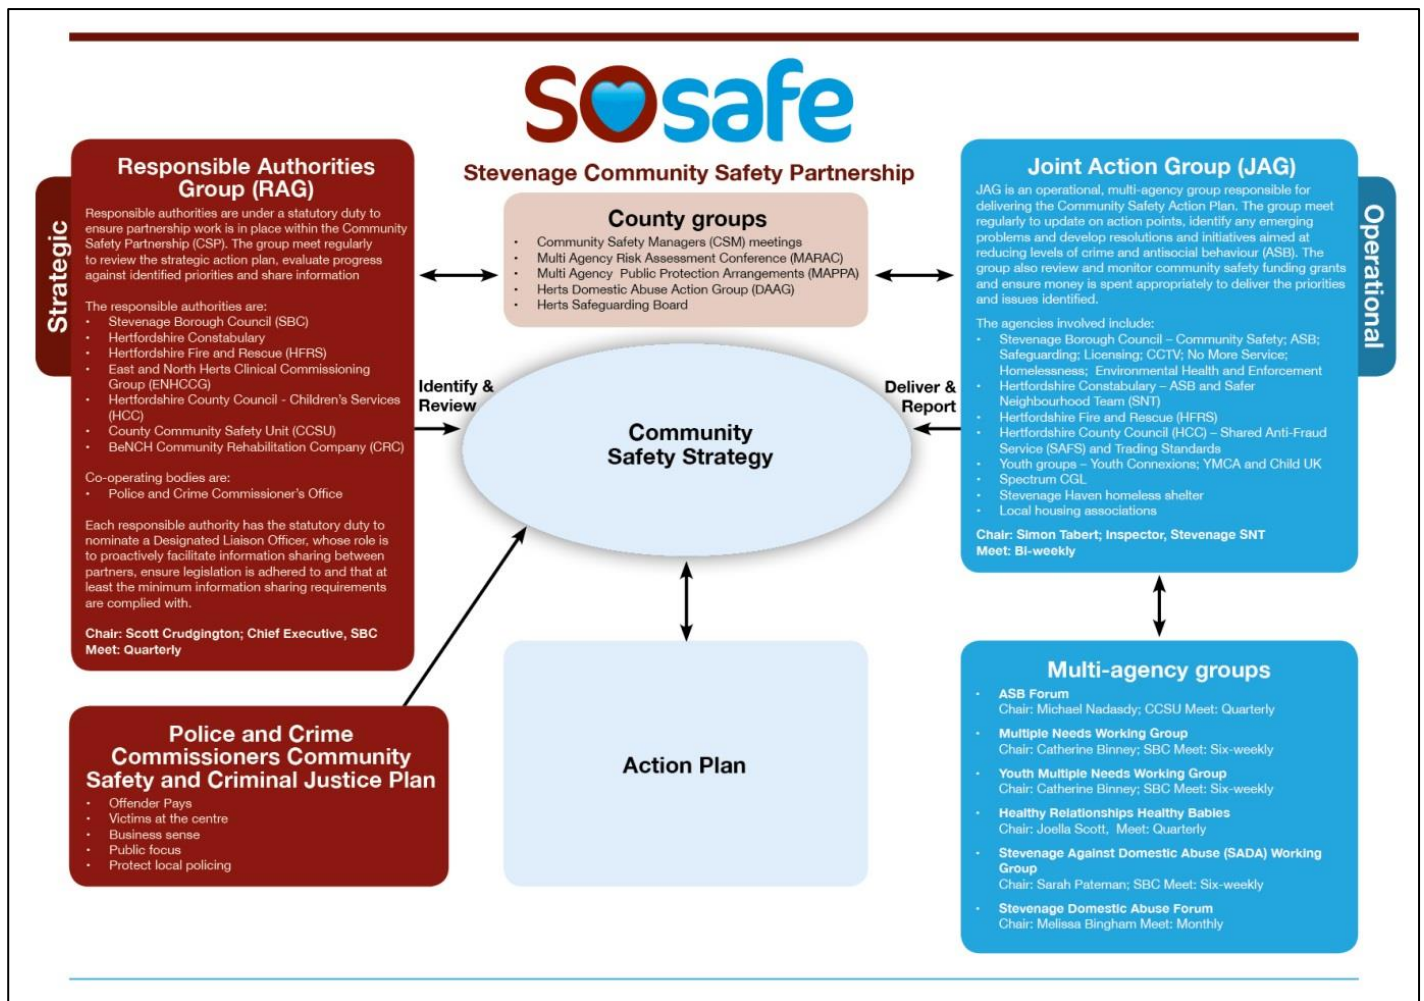 SOsafe
Stevenage Community Safety Partnership
Strategic
Responsible Authorities
Group (RAG)
Responsible authorities are under a statutory duty to
ensure partnership work is in place within the Community
Safety Partnership (CSP). The group meet regularly
to review the strategic action plan, evaluate progress
against identified priorities and share information
The responsible authorities are:
• Stevenage Borough Council (SBC)
• Hertfordshire Constabulary
• Hertfordshire Fire and Rescue (HFRS)
• East and North Herts Clinical Commissioning
Group (ENHCCG)
• Hertfordshire County Council - Children's Services
(HCC)
• County Community Safety Unit (CCSU)
• BeNCH Community Rehabilitation Company (CRC)
Co-operating bodies are:
• Police and Crime Commissioner's Office
Each responsible authority has the statutory duty to
nominate a Designated Liaison Officer, whose role is
to proactively facilitate information sharing between
partners, ensure legislation is adhered to and that at
least the minimum information sharing requirements
are complied with.
Chair: Scott Crudgington; Chief Executive, SBC
Meet: Quarterly
Police and Crime
Commissioners Community
Safety and Criminal Justice Plan
• Offender Pays
• Victims at the centre
• Business sense
• Public focus
• Protect local policing
County groups
• Community Safety Managers (CSM) meetings
• Multi Agency Risk Assessment Conference (MARAC)
• Multi Agency Public Protection Arrangements (MAPPA)
• Herts Domestic Abuse Action Group (DAAG)
• Herts Safeguarding Board
Identify &
Review
Community
Safety Strategy
Deliver &
Report
Action Plan
Operational
Joint Action Group (JAG)
JAG is an operational, multi-agency group responsible for
delivering the Community Safety Action Plan. The group meet
regularly to update on action points, identify any emerging
problems and develop resolutions and initiatives aimed at
reducing levels of crime and antisocial behaviour (ASB). The
group also review and monitor community safety funding grants
and ensure money is spent appropriately to deliver the priorities
and issues identified.
The agencies involved include:
• Stevenage Borough Council – Community Safety; ASB;
Safeguarding; Licensing; CCTV; No More Service;
Homelessness; Environmental Health and Enforcement
• Hertfordshire Constabulary – ASB and Safer
Neighbourhood Team (SNT)
• Hertfordshire Fire and Rescue (HFRS)
• Hertfordshire County Council (HCC) – Shared Anti-Fraud
Service (SAFS) and Trading Standards
• Youth groups – Youth Connexions; YMCA and Child UK
• Spectrum CGL
• Stevenage Haven homeless shelter
• Local housing associations
Chair: Simon Tabert; Inspector, Stevenage SNT
Meet: Bi-weekly
Multi-agency groups
• ASB Forum
Chair: Michael Nadasdy; CCSU Meet: Quarterly
• Multiple Needs Working Group
Chair: Catherine Binney; SBC Meet: Six-weekly
• Youth Multiple Needs Working Group
Chair: Catherine Binney; SBC Meet: Six-weekly
• Healthy Relationships Healthy Babies
Chair: Joella Scott, Meet: Quarterly
• Stevenage Against Domestic Abuse (SADA) Working
Group
Chair: Sarah Pateman; SBC Meet: Six-weekly
• Stevenage Domestic Abuse Forum
Chair: Melissa Bingham Meet: Monthly